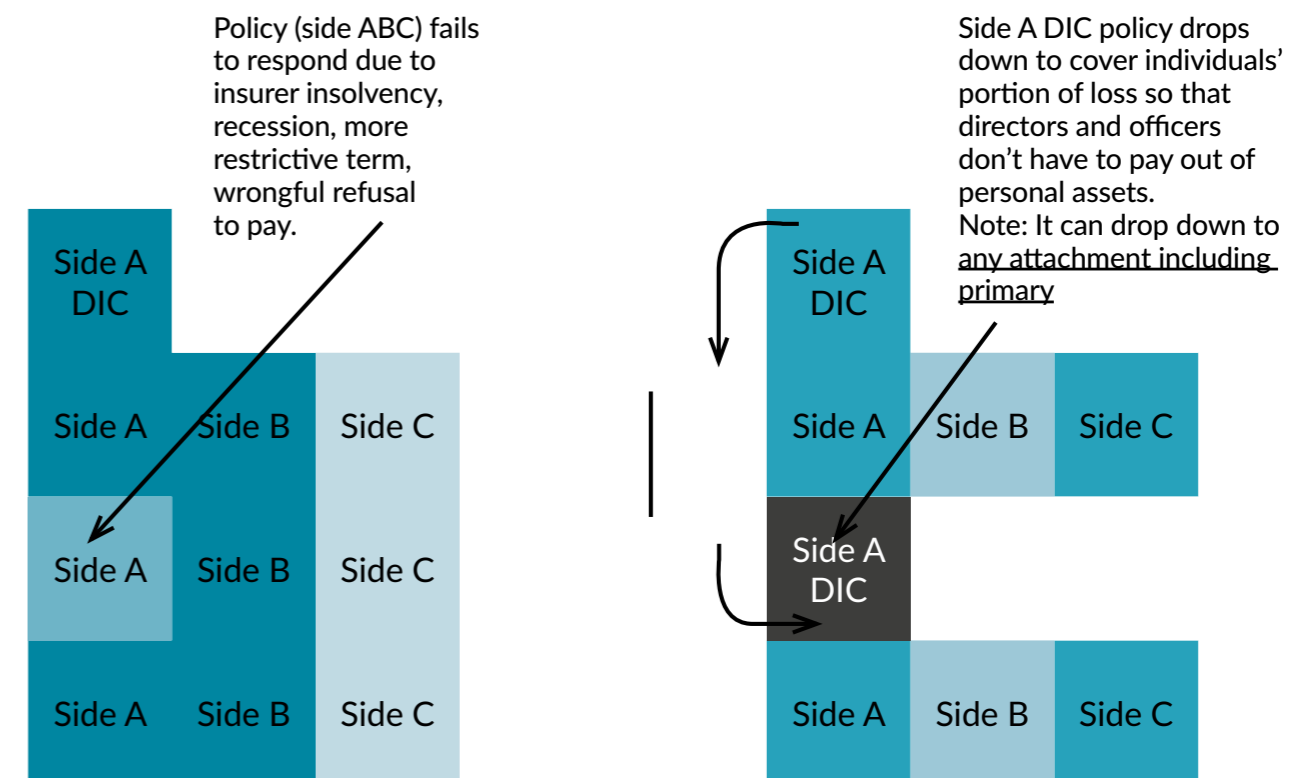 Policy (side ABC) fails
to respond due to
insurer insolvency,
recession, more
restrictive term,
wrongful refusal
to pay.
Side A
DIC
Side A Side B Side C
Side A Side B Side C
Side A Side B Side C
Side A DIC policy drops
down to cover individuals’
portion of loss so that
directors and officers
don’t have to pay out of
personal assets.
Note: It can drop down to
any attachment including
primary
Side A
DIC
Side A Side B Side C
Side A
DIC
Side A Side B Side C